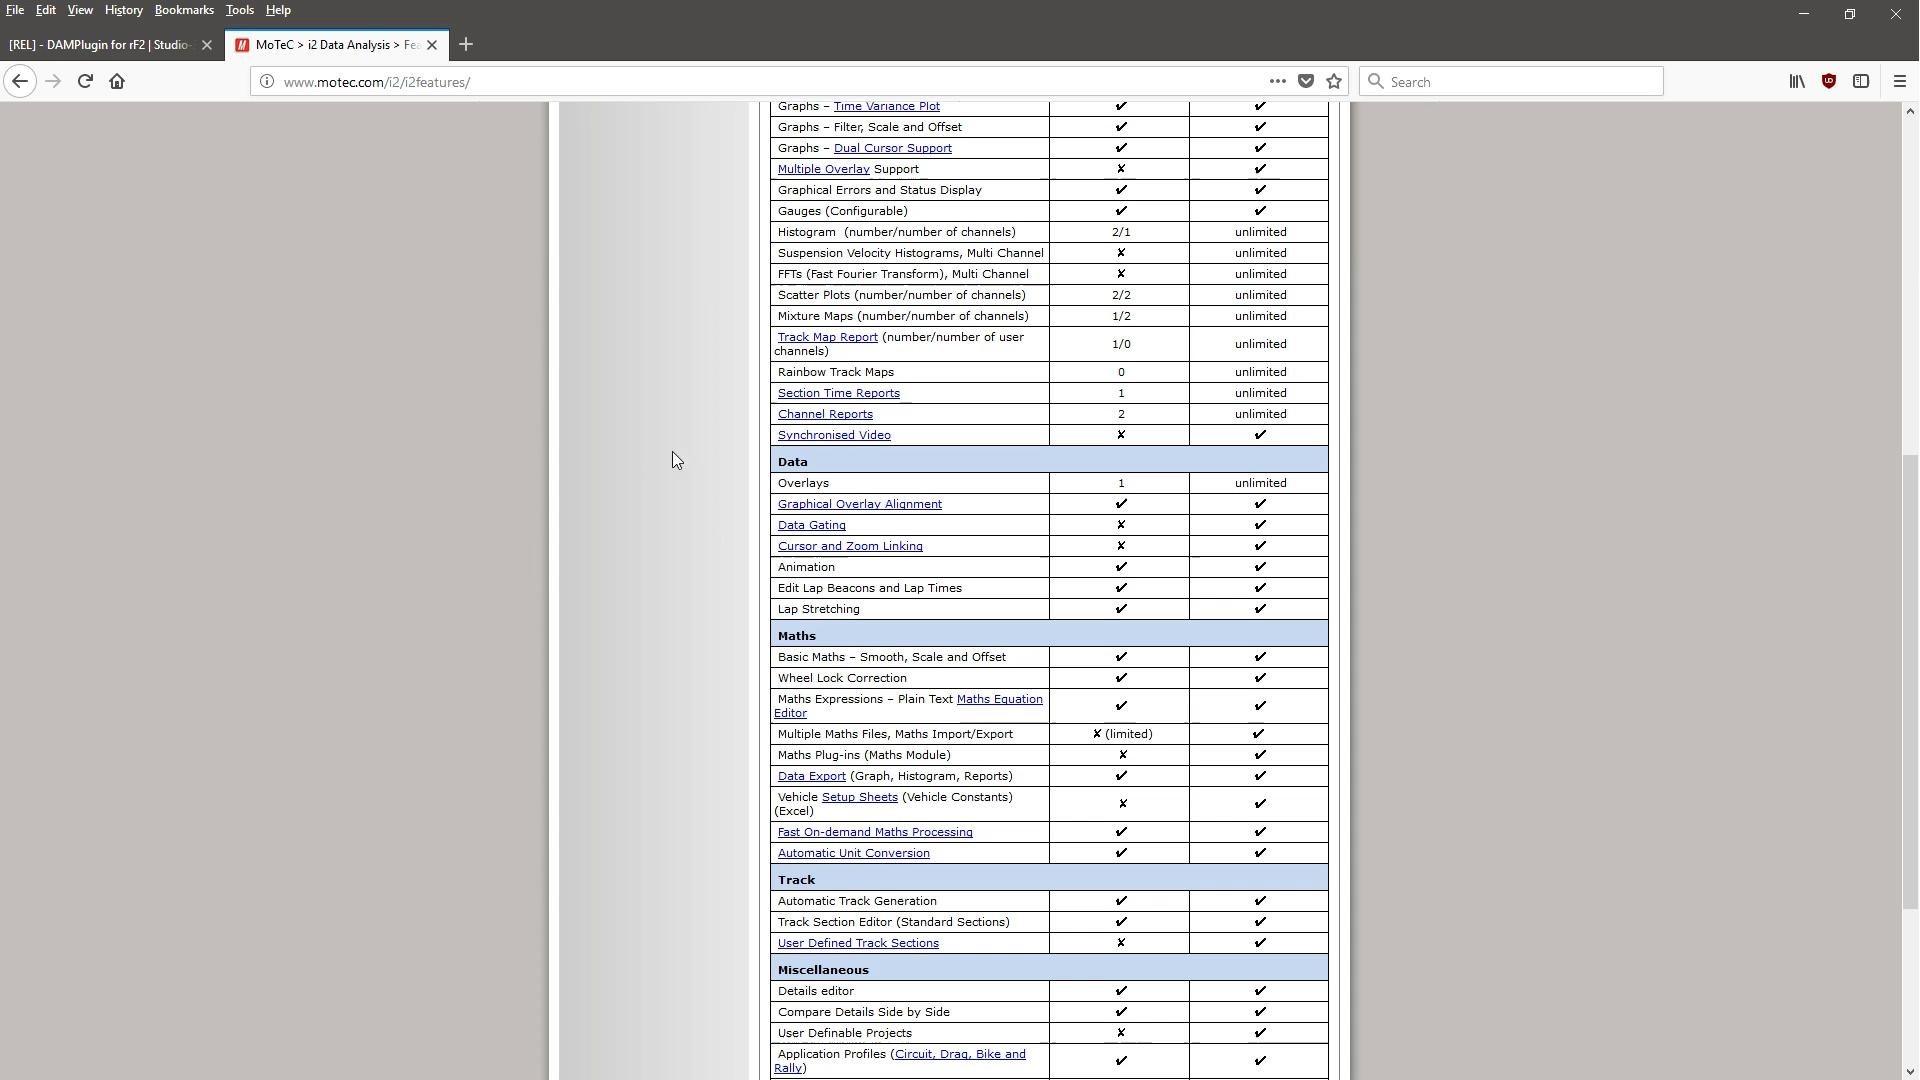 File Edit View History Bookmarks Tools Help
[REL] - DAMPlugin for rF2 | Studio-
MoTeC > i2 Data Analysis > Fea
www.motec.com/i2/i2features/
Search
Graphs – Time Variance Plot ✔ ✔
Graphs – Filter, Scale and Offset ✔ ✔
Graphs – Dual Cursor Support ✔ ✔
Multiple Overlay Support ✘ ✔
Graphical Errors and Status Display ✔ ✔
Gauges (Configurable) ✔ ✔
Histogram (number/number of channels) 2/1 unlimited
Suspension Velocity Histograms, Multi Channel ✘ unlimited
FFTs (Fast Fourier Transform), Multi Channel ✘ unlimited
Scatter Plots (number/number of channels) 2/2 unlimited
Mixture Maps (number/number of channels) 1/2 unlimited
Track Map Report (number/number of user
channels) 1/0 unlimited
Rainbow Track Maps 0 unlimited
Section Time Reports 1 unlimited
Channel Reports 2 unlimited
Synchronised Video ✘ ✔
Data
Overlays 1 unlimited
Graphical Overlay Alignment ✔ ✔
Data Gating ✘ ✔
Cursor and Zoom Linking ✘ ✔
Animation ✔ ✔
Edit Lap Beacons and Lap Times ✔ ✔
Lap Stretching ✔ ✔
Maths
Basic Maths – Smooth, Scale and Offset ✔ ✔
Wheel Lock Correction ✔ ✔
Maths Expressions – Plain Text Maths Equation
Editor ✔ ✔
Multiple Maths Files, Maths Import/Export ✘ (limited) ✔
Maths Plug-ins (Maths Module) ✘ ✔
Data Export (Graph, Histogram, Reports) ✔ ✔
Vehicle Setup Sheets (Vehicle Constants)
(Excel) ✘ ✔
Fast On-demand Maths Processing ✔ ✔
Automatic Unit Conversion ✔ ✔
Track
Automatic Track Generation ✔ ✔
Track Section Editor (Standard Sections) ✔ ✔
User Defined Track Sections ✘ ✔
Miscellaneous
Details editor ✔ ✔
Compare Details Side by Side ✔ ✔
User Definable Projects ✘ ✔
Application Profiles (Circuit, Drag, Bike and
Rally) ✔ ✔